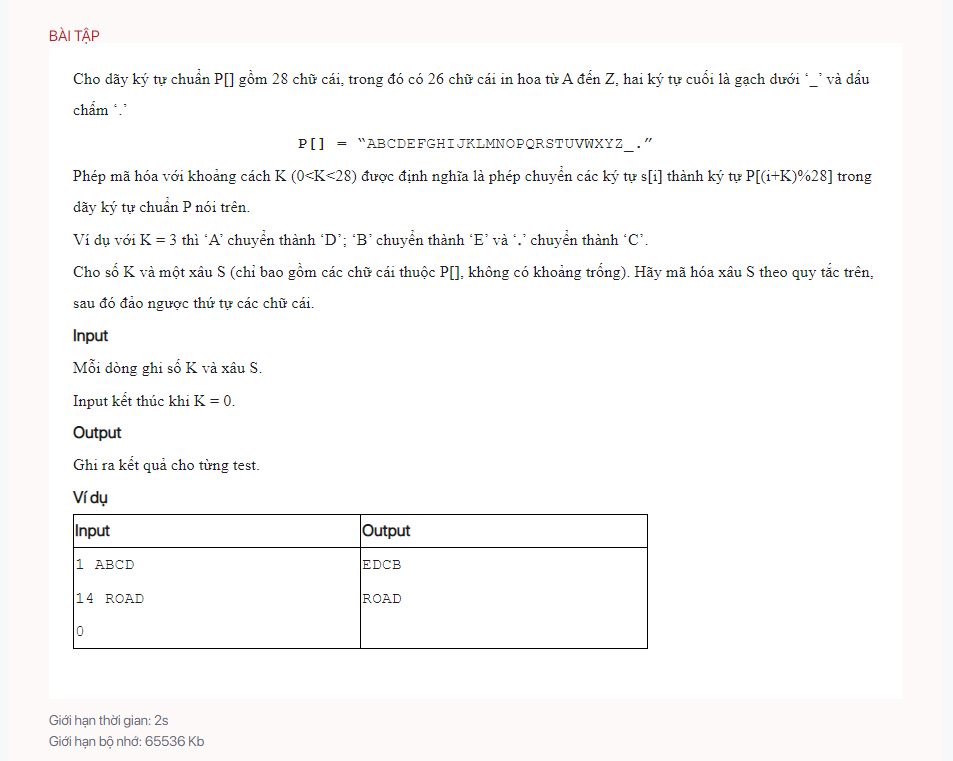 BÀI TẬP
Cho dãy ký tự chuẩn P[] gồm 28 chữ cái, trong đó có 26 chữ cái in hoa từ A đến Z, hai ký tự cuối là gạch dưới ‘_’ và dấu
chấm ‘.’
P[] = “ABCDEFGHIJKLMNOPQRSTUVWXYZ_.”
Phép mã hóa với khoảng cách K (0<K<28) được định nghĩa là phép chuyển các ký tự s[i] thành ký tự P[(i+K)%28] trong
dãy ký tự chuẩn P nói trên.
Ví dụ với K = 3 thì ‘A’ chuyển thành ‘D’; ‘B’ chuyển thành ‘E’ và ‘.’ chuyển thành ‘C’.
Cho số K và một xâu S (chỉ bao gồm các chữ cái thuộc P[], không có khoảng trống). Hãy mã hóa xâu S theo quy tắc trên,
sau đó đảo ngược thứ tự các chữ cái.
Input
Mỗi dòng ghi số K và xâu S.
Input kết thúc khi K = 0.
Output
Ghi ra kết quả cho từng test.
Ví dụ
Input Output
1 ABCD EDCB
14 ROAD ROAD
0
Giới hạn thời gian: 2s
Giới hạn bộ nhớ: 65536 Kb